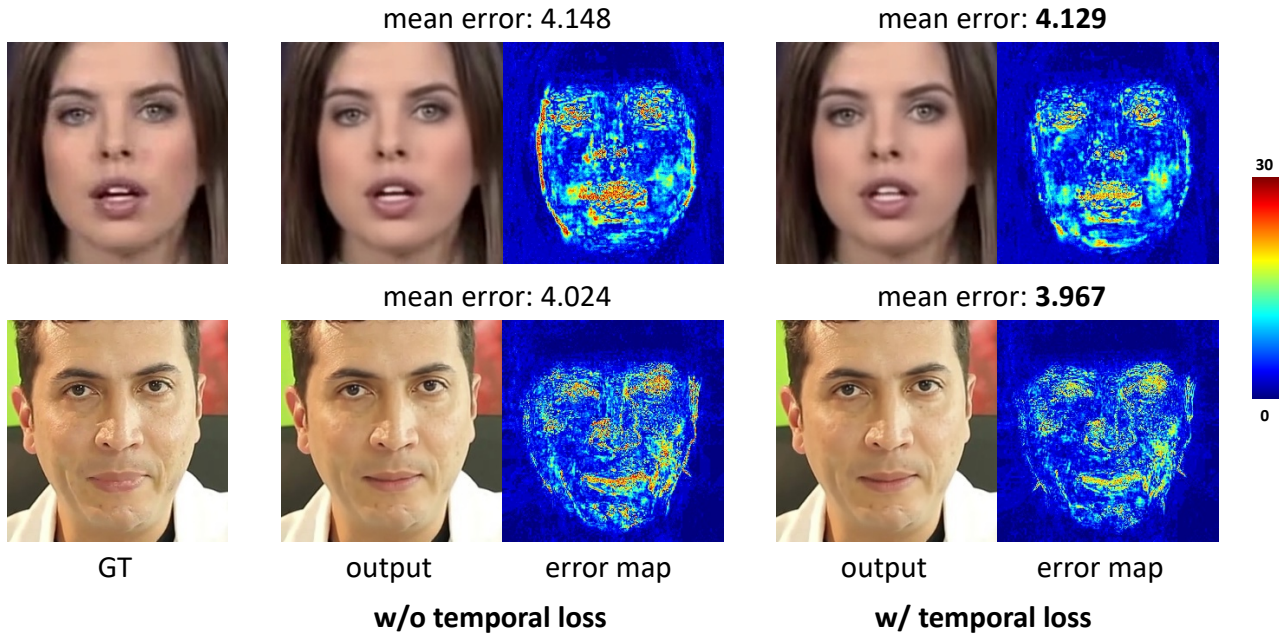 mean error: 4.148
mean error: 4.129
30
mean error: 4.024
mean error: 3.967
0
GT
output
error map
output
error map
w/o temporal loss
w/ temporal loss